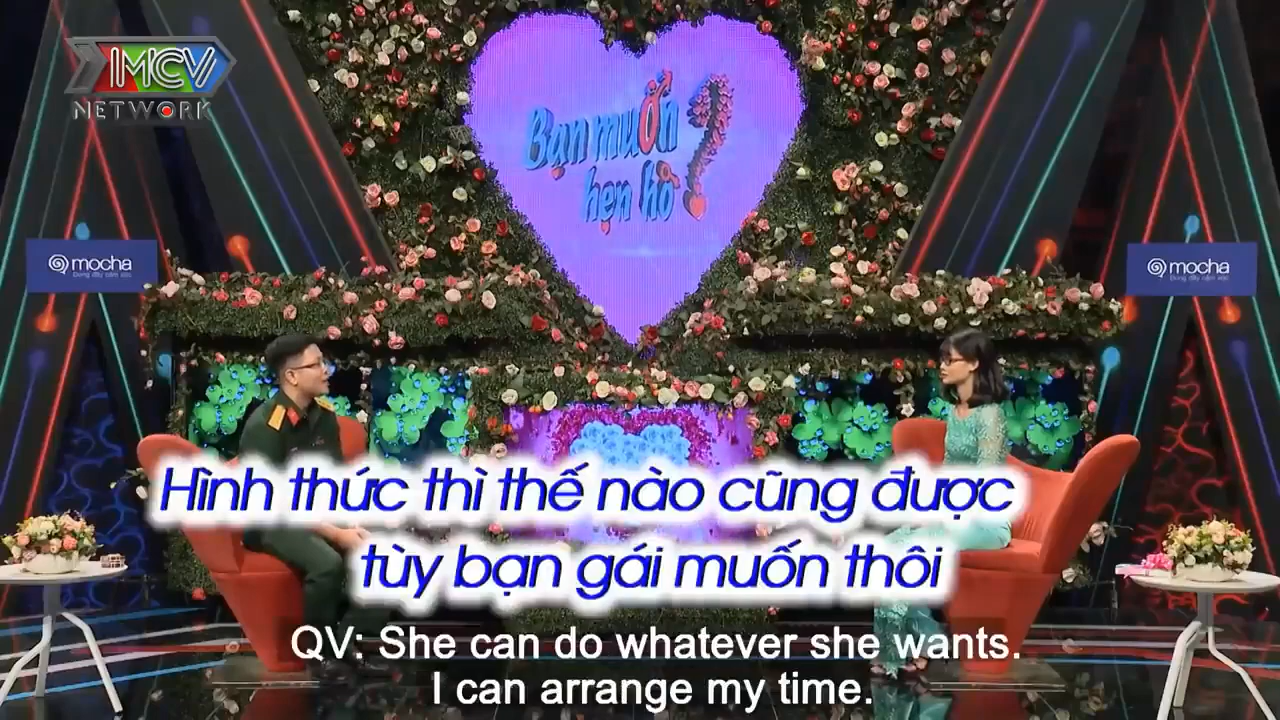 MCV
NETWORK
Bạn muốn
hẹn hò?
mocha
mocha
Hình thức thì thế nào cũng được
tùy bạn gái muốn thôi
QV: She can do whatever she wants.
I can arrange my time.